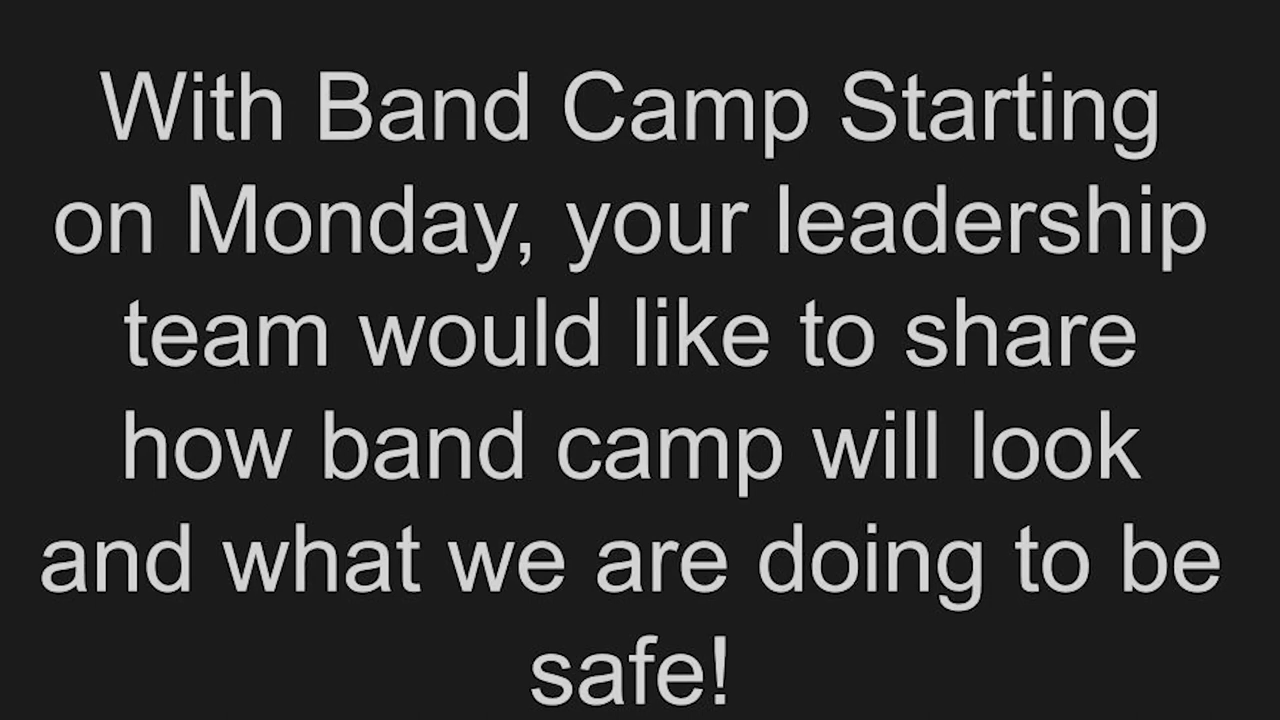 With Band Camp Starting
on Monday, your leadership
team would like to share
how band camp will look
and what we are doing to be
safe!